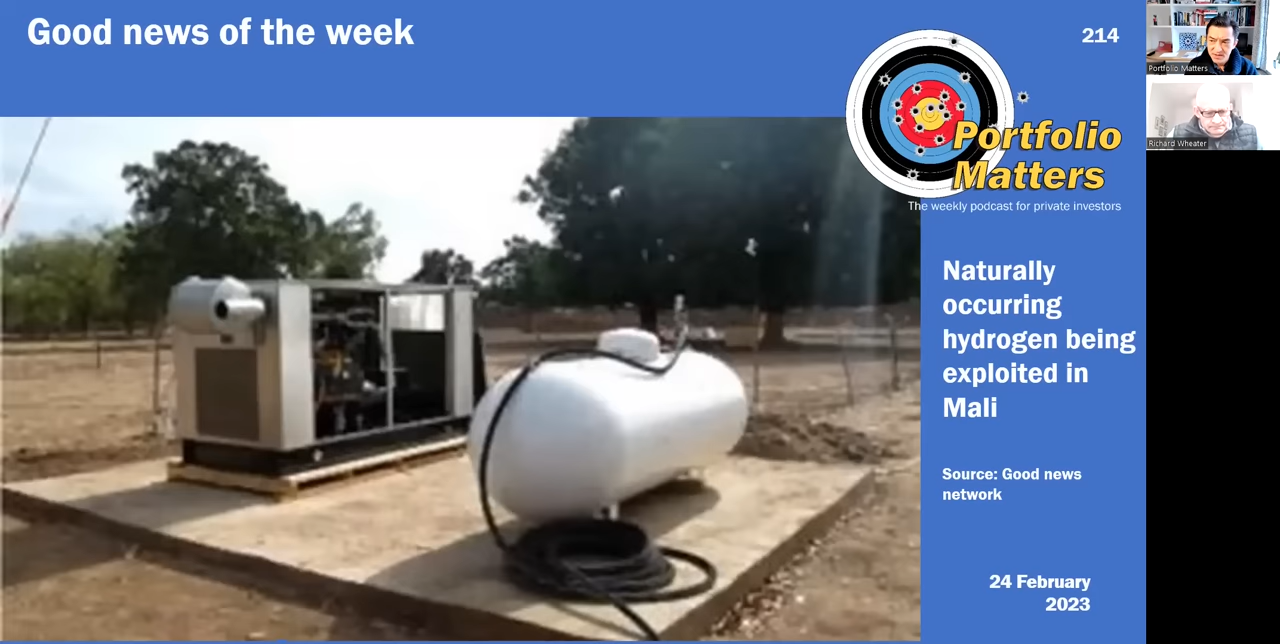 Good news of the week
214
Portfolio
Matters
The weekly podcast for private investors
Naturally
occurring
hydrogen being
exploited in
Mali
Source: Good news
network
24 February
2023
Portfolio Matters
Richard Wheater